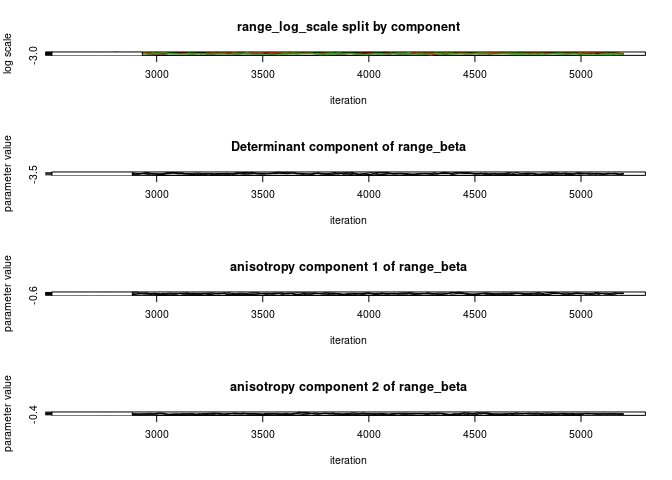 range_log_scale split by component
log scale
-3.0
3000 3500 4000 4500 5000
iteration
Determinant component of range_beta
parameter value
-3.5
3000 3500 4000 4500 5000
iteration
anisotropy component 1 of range_beta
parameter value
-0.6
3000 3500 4000 4500 5000
iteration
anisotropy component 2 of range_beta
parameter value
-0.4
3000 3500 4000 4500 5000
iteration